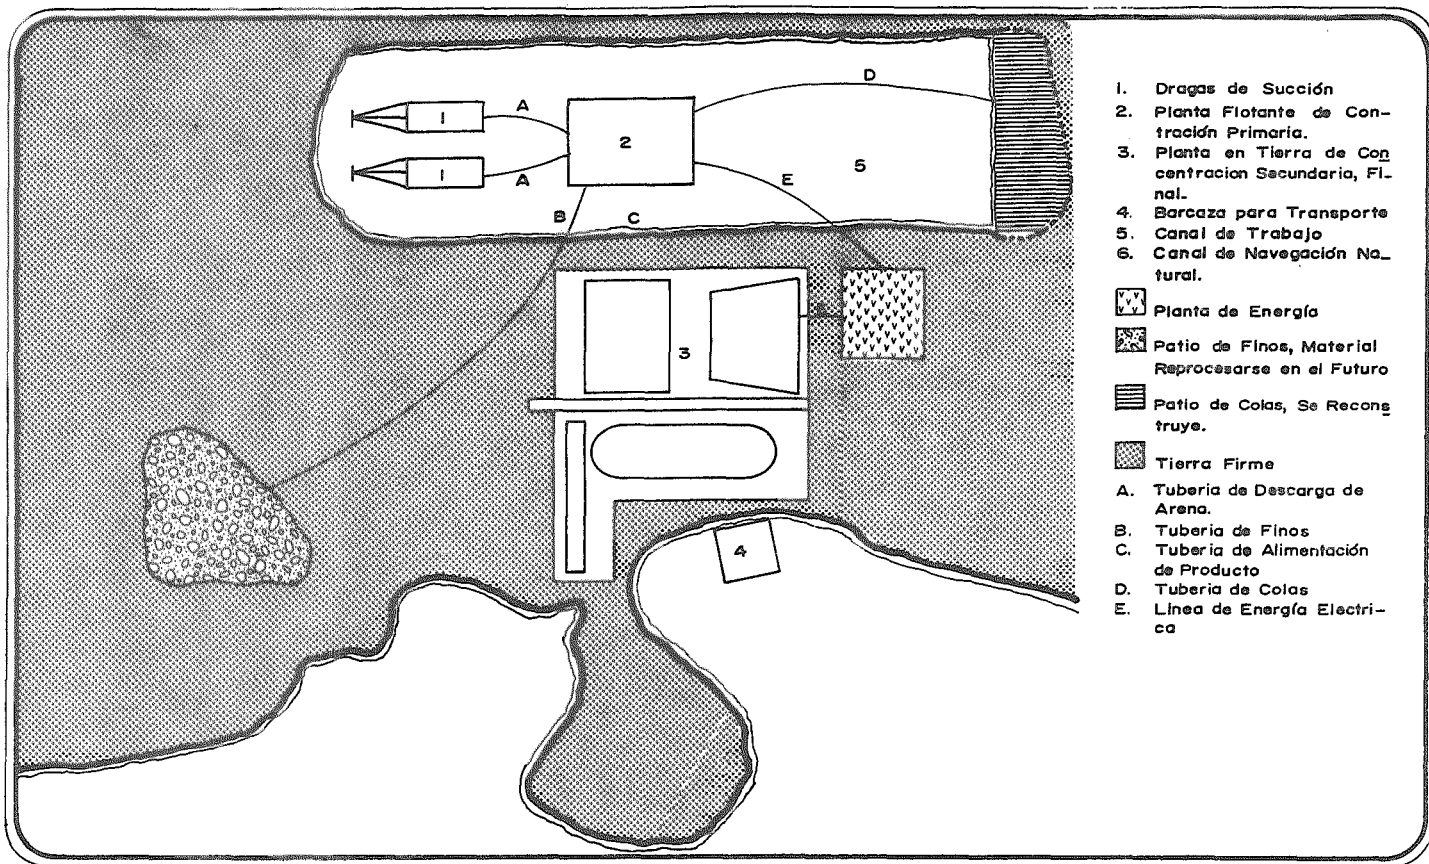 1. Dragas de Succión
2. Planta Flotante de Con-
tración Primaria.
3. Planta en Tierra de Con
centracion Secundaria, Fi_
nal.
4. Barcaza para Transporte
5. Canal de Trabajo
6. Canal de Navegación Na_
tural.
Planta de Energía
Patio de Finos, Material
Reprocesarse en el Futuro
Patio de Colas, Se Recons
truye.
Tierra Firme
A. Tuberia de Descarga de
Arena.
B. Tuberia de Finos
C. Tuberia de Alimentación
de Producto
D. Tuberia de Colas
E. Linea de Energía Electri-
ca
D
A
1
2
1
A
5
E
B
C
3
4